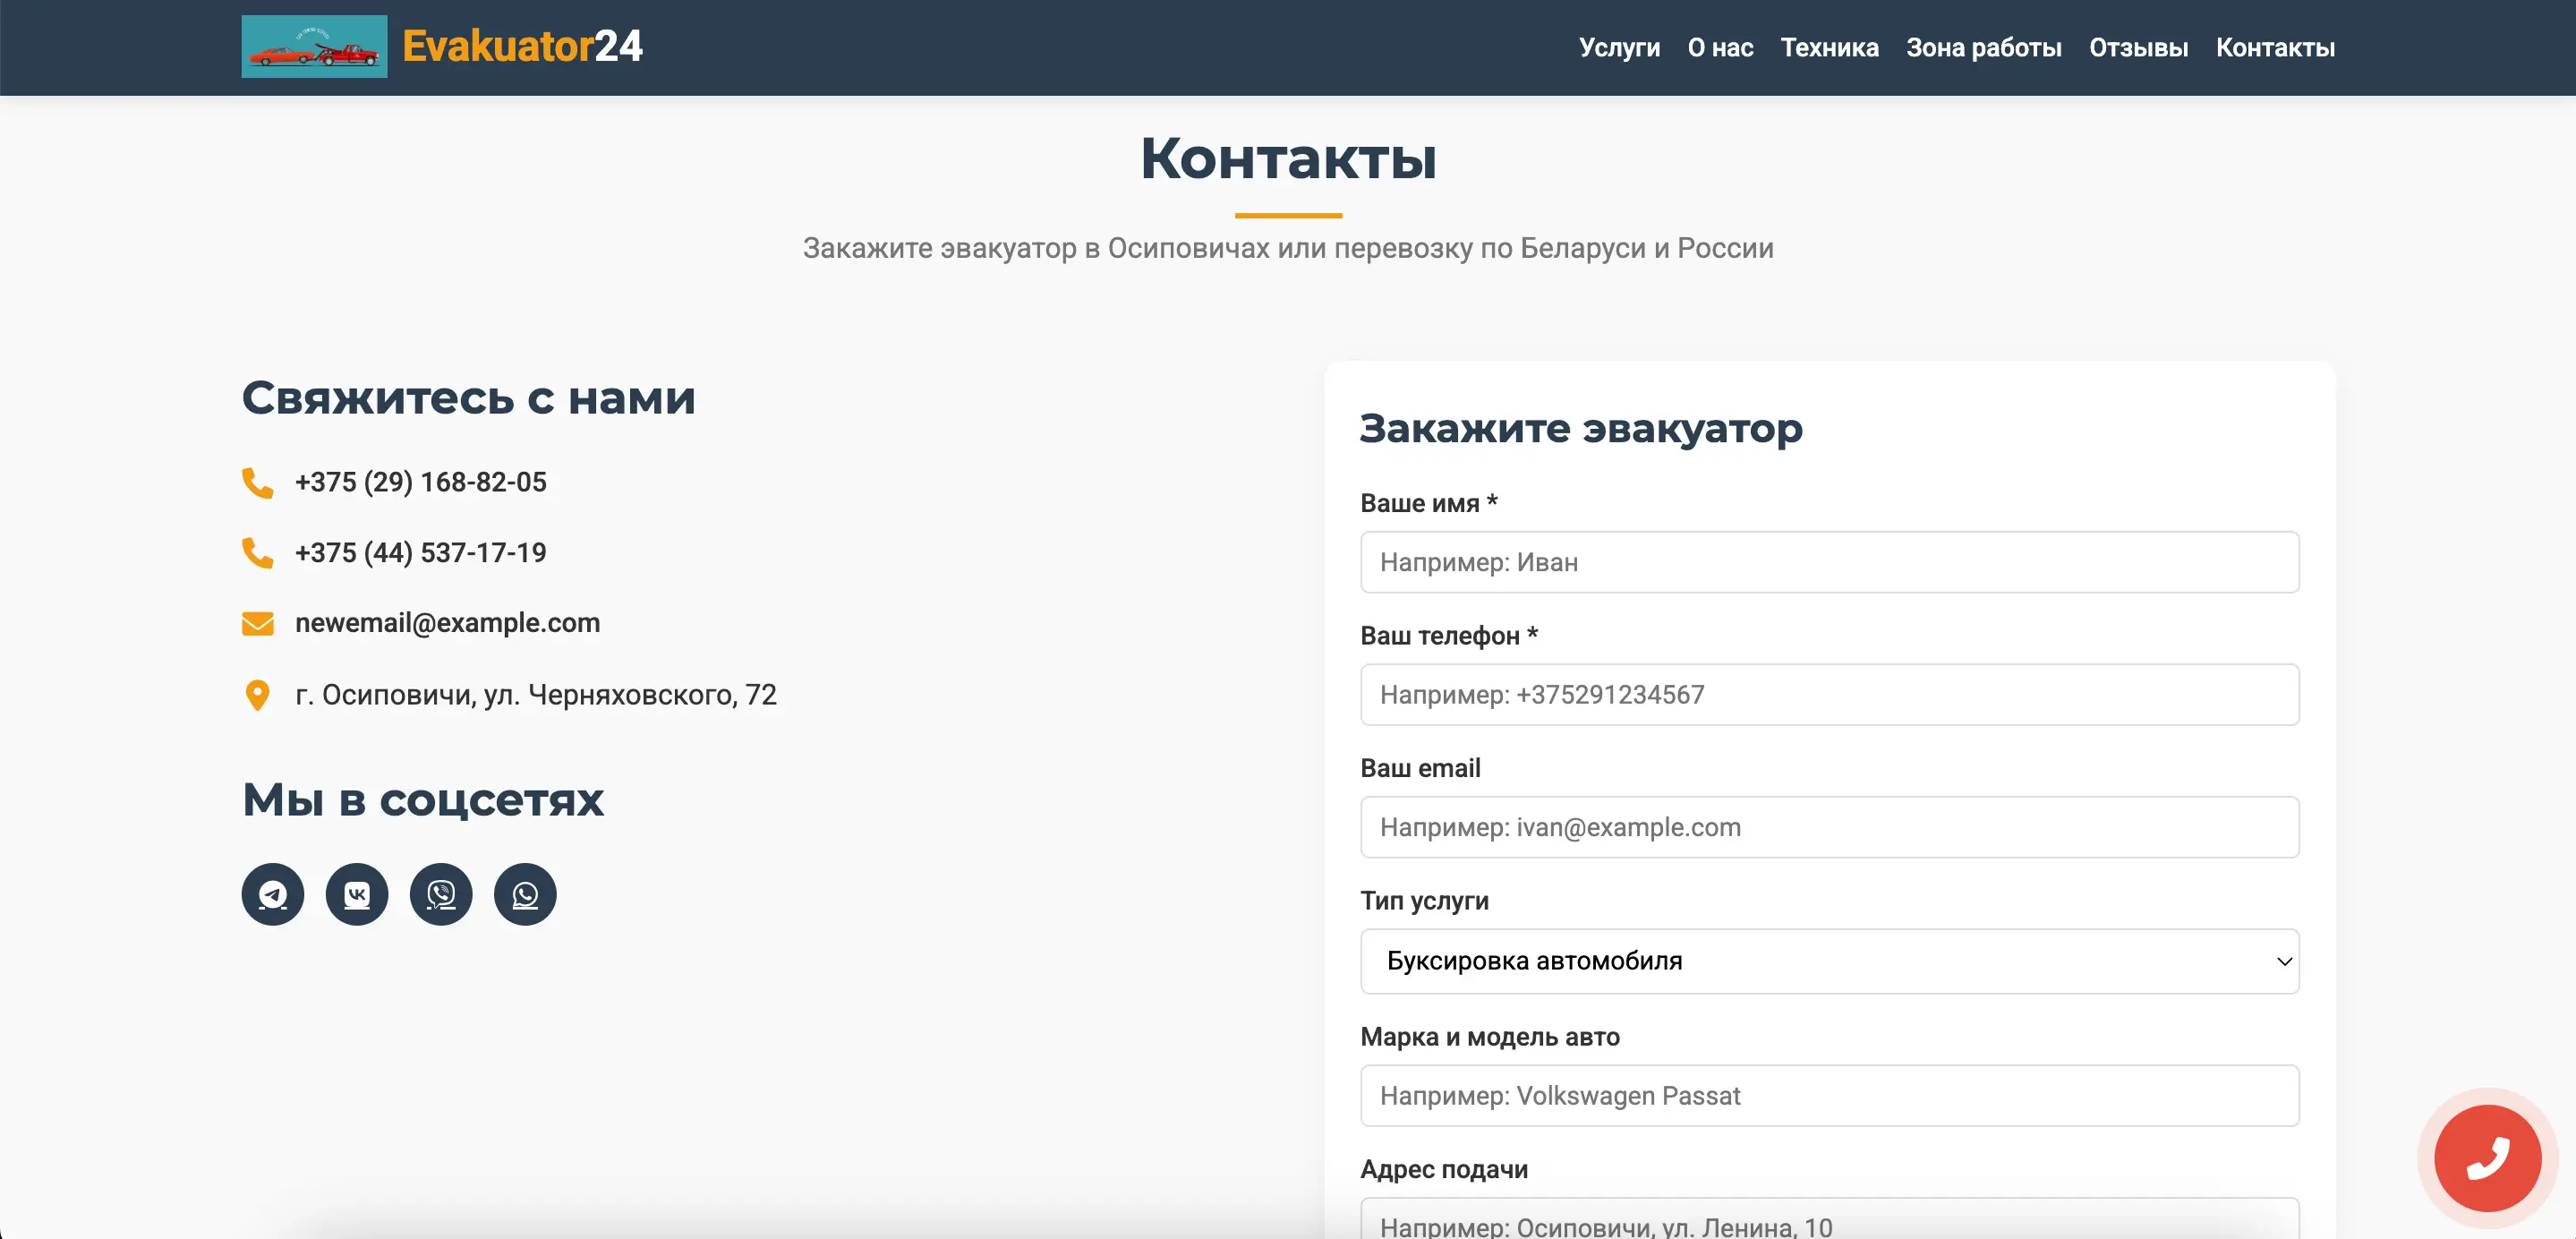 Evakuator24
Услуги О нас Техника Зона работы Отзывы Контакты
Контакты
Закажите эвакуатор в Осиповичах или перевозку по Беларуси и России
Свяжитесь с нами
+375 (29) 168-82-05
+375 (44) 537-17-19
newemail@example.com
г. Осиповичи, ул. Черняховского, 72
Мы в соцсетях
Закажите эвакуатор
Ваше имя *
Например: Иван
Ваш телефон *
Например: +375291234567
Ваш email
Например: ivan@example.com
Тип услуги
Буксировка автомобиля
Марка и модель авто
Например: Volkswagen Passat
Адрес подачи
Например: Осиповичи, ул. Ленина, 10